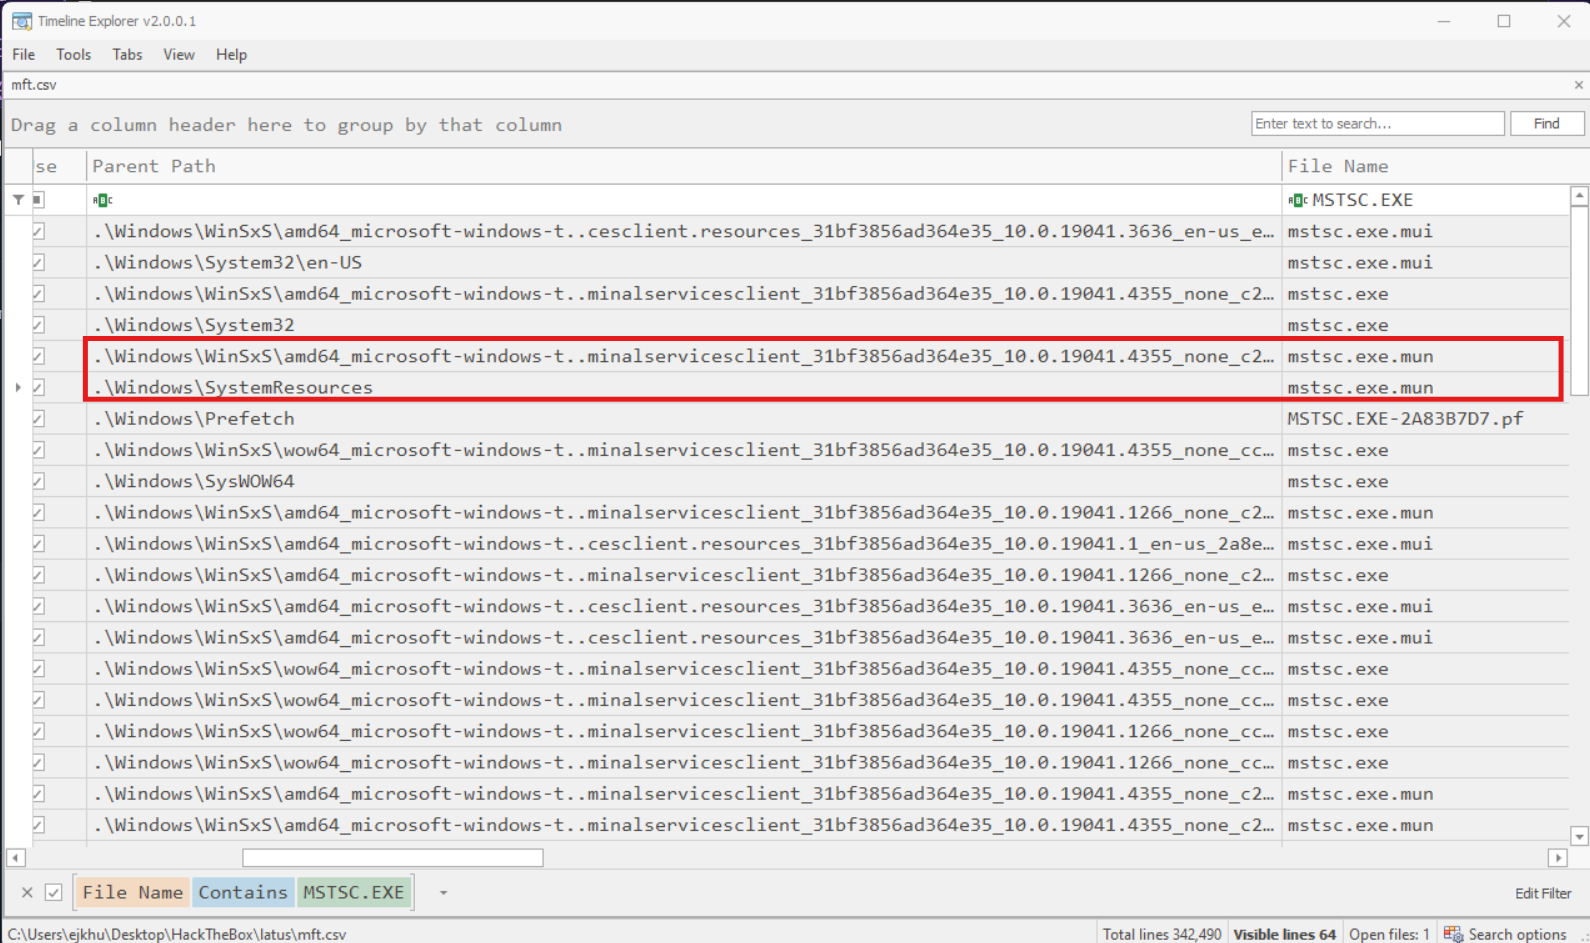 Timeline Explorer v2.0.0.1
File Tools Tabs View Help
mft.csv
Drag a column header here to group by that column
Enter text to search...
Find
se Parent Path File Name
MSTSC.EXE
.\Windows\WinSxS\amd64_microsoft-windows-t..cesclient.resources_31bf3856ad364e35_10.0.19041.3636_en-us_e... mstsc.exe.mui
.\Windows\System32\en-US mstsc.exe.mui
.\Windows\WinSxS\amd64_microsoft-windows-t..minalservicesclient_31bf3856ad364e35_10.0.19041.4355_none_c2... mstsc.exe
.\Windows\System32 mstsc.exe
.\Windows\WinSxS\amd64_microsoft-windows-t..minalservicesclient_31bf3856ad364e35_10.0.19041.4355_none_c2... mstsc.exe.mun
.\Windows\SystemResources mstsc.exe.mun
.\Windows\Prefetch MSTSC.EXE-2A83B7D7.pf
.\Windows\WinSxS\wow64_microsoft-windows-t..minalservicesclient_31bf3856ad364e35_10.0.19041.4355_none_cc... mstsc.exe
.\Windows\SysWOW64 mstsc.exe
.\Windows\WinSxS\amd64_microsoft-windows-t..minalservicesclient_31bf3856ad364e35_10.0.19041.1266_none_c2... mstsc.exe.mun
.\Windows\WinSxS\amd64_microsoft-windows-t..cesclient.resources_31bf3856ad364e35_10.0.19041.1_en-us_2a8e... mstsc.exe.mui
.\Windows\WinSxS\amd64_microsoft-windows-t..minalservicesclient_31bf3856ad364e35_10.0.19041.1266_none_c2... mstsc.exe
.\Windows\WinSxS\amd64_microsoft-windows-t..cesclient.resources_31bf3856ad364e35_10.0.19041.3636_en-us_e... mstsc.exe.mui
.\Windows\WinSxS\amd64_microsoft-windows-t..cesclient.resources_31bf3856ad364e35_10.0.19041.3636_en-us_e... mstsc.exe.mui
.\Windows\WinSxS\wow64_microsoft-windows-t..minalservicesclient_31bf3856ad364e35_10.0.19041.4355_none_cc... mstsc.exe
.\Windows\WinSxS\wow64_microsoft-windows-t..minalservicesclient_31bf3856ad364e35_10.0.19041.4355_none_cc... mstsc.exe
.\Windows\WinSxS\wow64_microsoft-windows-t..minalservicesclient_31bf3856ad364e35_10.0.19041.1266_none_cc... mstsc.exe
.\Windows\WinSxS\wow64_microsoft-windows-t..minalservicesclient_31bf3856ad364e35_10.0.19041.1266_none_cc... mstsc.exe
.\Windows\WinSxS\amd64_microsoft-windows-t..minalservicesclient_31bf3856ad364e35_10.0.19041.4355_none_c2... mstsc.exe.mun
.\Windows\WinSxS\amd64_microsoft-windows-t..minalservicesclient_31bf3856ad364e35_10.0.19041.4355_none_c2... mstsc.exe.mun
File Name Contains MSTSC.EXE
Edit Filter
C:\Users\ejkhu\Desktop\HackTheBox\latus\mft.csv
Total lines 342,490 Visible lines 64 Open files: 1 Search options